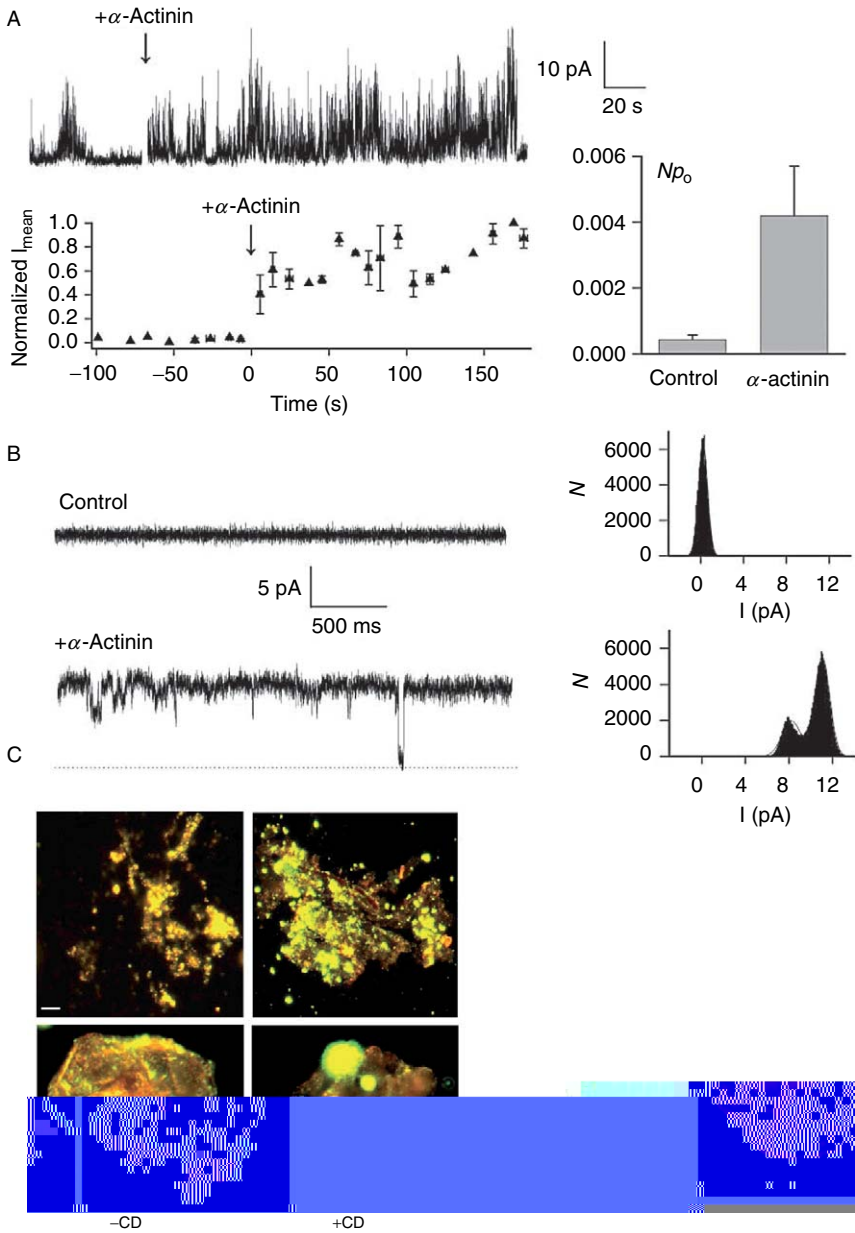 A
+α-Actinin
10 pA
20 s
+α-Actinin
Normalized Imean
1.0
0.8
0.6
0.4
0.2
0.0
−100
−50
0
50
100
150
Time (s)
Npo
0.006
0.004
0.002
0.000
Control
α-actinin
B
Control
5 pA
500 ms
+α-Actinin
N
6000
4000
2000
0
0
4
8
12
I (pA)
N
6000
4000
2000
0
0
4
8
12
I (pA)
C
−CD
+CD